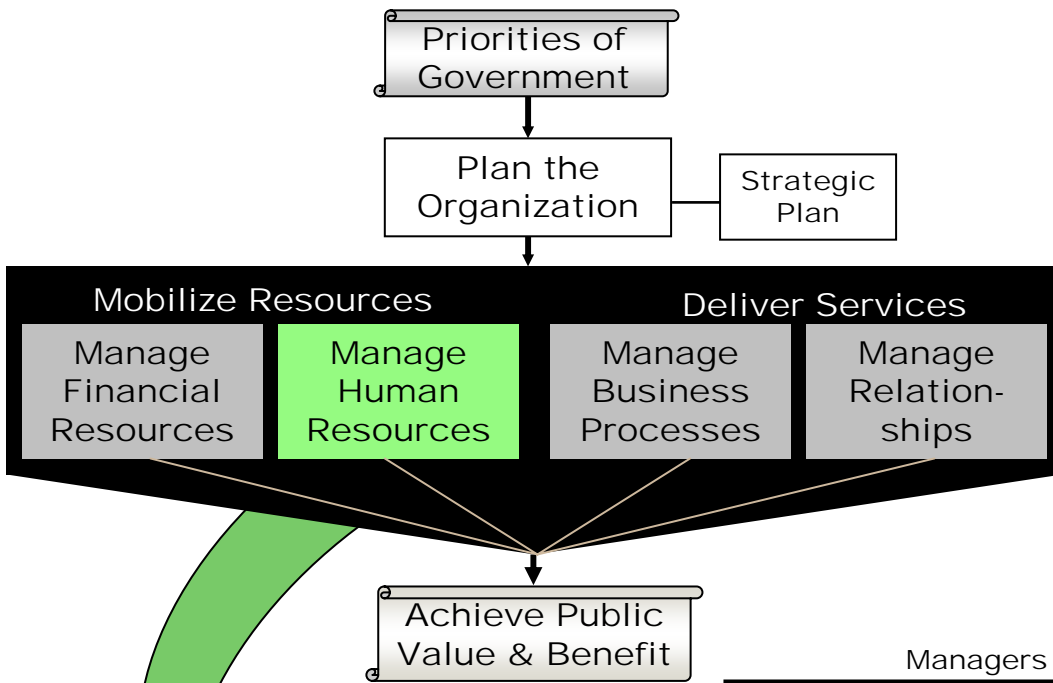 Priorities of
Government
Plan the
Organization
Strategic
Plan
Mobilize Resources
Deliver Services
Manage
Financial
Resources
Manage
Human
Resources
Manage
Business
Processes
Manage
Relation-
ships
Achieve Public
Value & Benefit
Managers